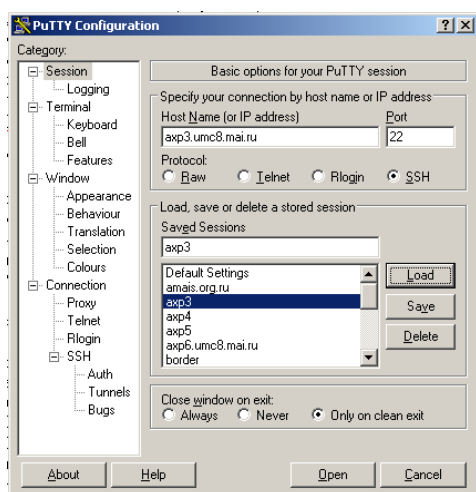 PuTTY Configuration
Category:
Session
Logging
Terminal
Keyboard
Bell
Features
Window
Appearance
Behaviour
Translation
Selection
Colours
Connection
Proxy
Telnet
Rlogin
SSH
Auth
Tunnels
Bugs
Basic options for your PuTTY session
Specify your connection by host name or IP address
Host Name (or IP address) Port
axp3.umc8.mai.ru 22
Protocol:
Raw Telnet Rlogin SSH
Load, save or delete a stored session
Saved Sessions
axp3
Default Settings
amais.org.ru
axp3
axp4
axp5
axp6.umc8.mai.ru
border
Load
Save
Delete
Close window on exit:
Always Never Only on clean exit
About Help Open Cancel